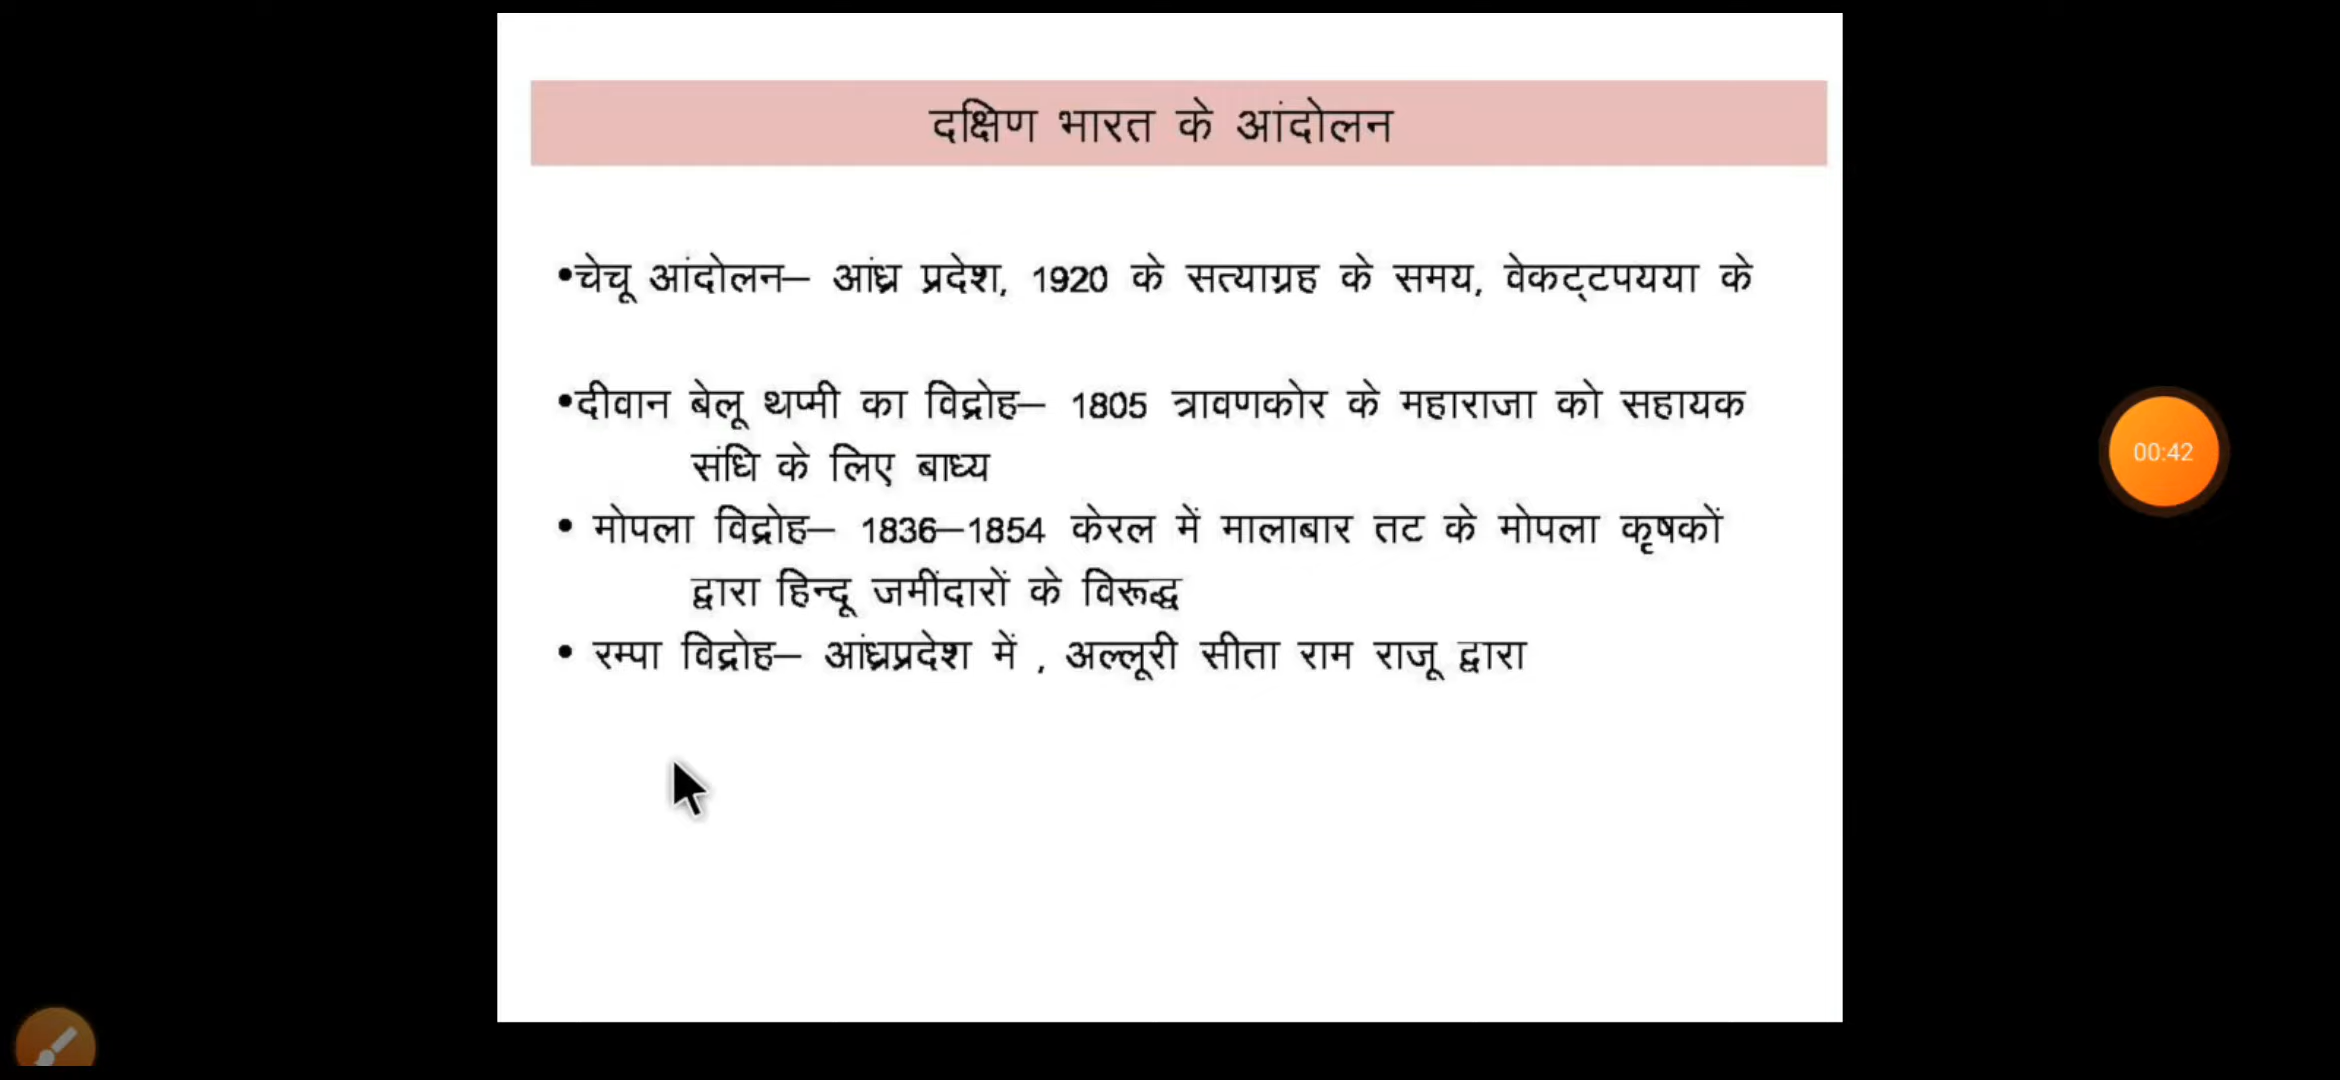 दक्षिण भारत के आंदोलन
•चेचू आंदोलन– आंध्र प्रदेश, 1920 के सत्याग्रह के समय, वेकट्टपयया के
•दीवान बेलू थप्मी का विद्रोह– 1805 त्रावणकोर के महाराजा को सहायक
संधि के लिए बाध्य
• मोपला विद्रोह– 1836–1854 केरल में मालाबार तट के मोपला कृषकों
द्वारा हिन्दू जमींदारों के विरूद्ध
• रम्पा विद्रोह– आंध्रप्रदेश में , अल्लूरी सीता राम राजू द्वारा
00:42